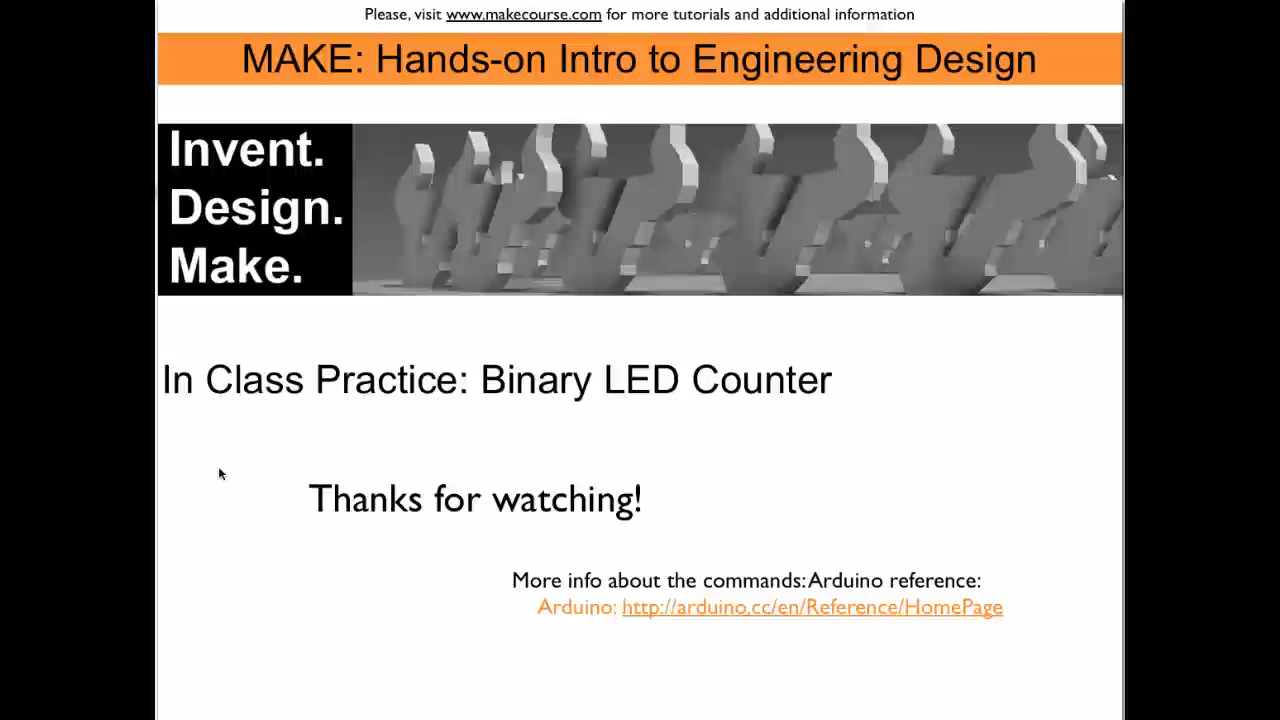 Please, visit www.makecourse.com for more tutorials and additional information
MAKE: Hands-on Intro to Engineering Design
Invent.
Design.
Make.
In Class Practice: Binary LED Counter
Thanks for watching!
More info about the commands: Arduino reference:
Arduino: http://arduino.cc/en/Reference/HomePage